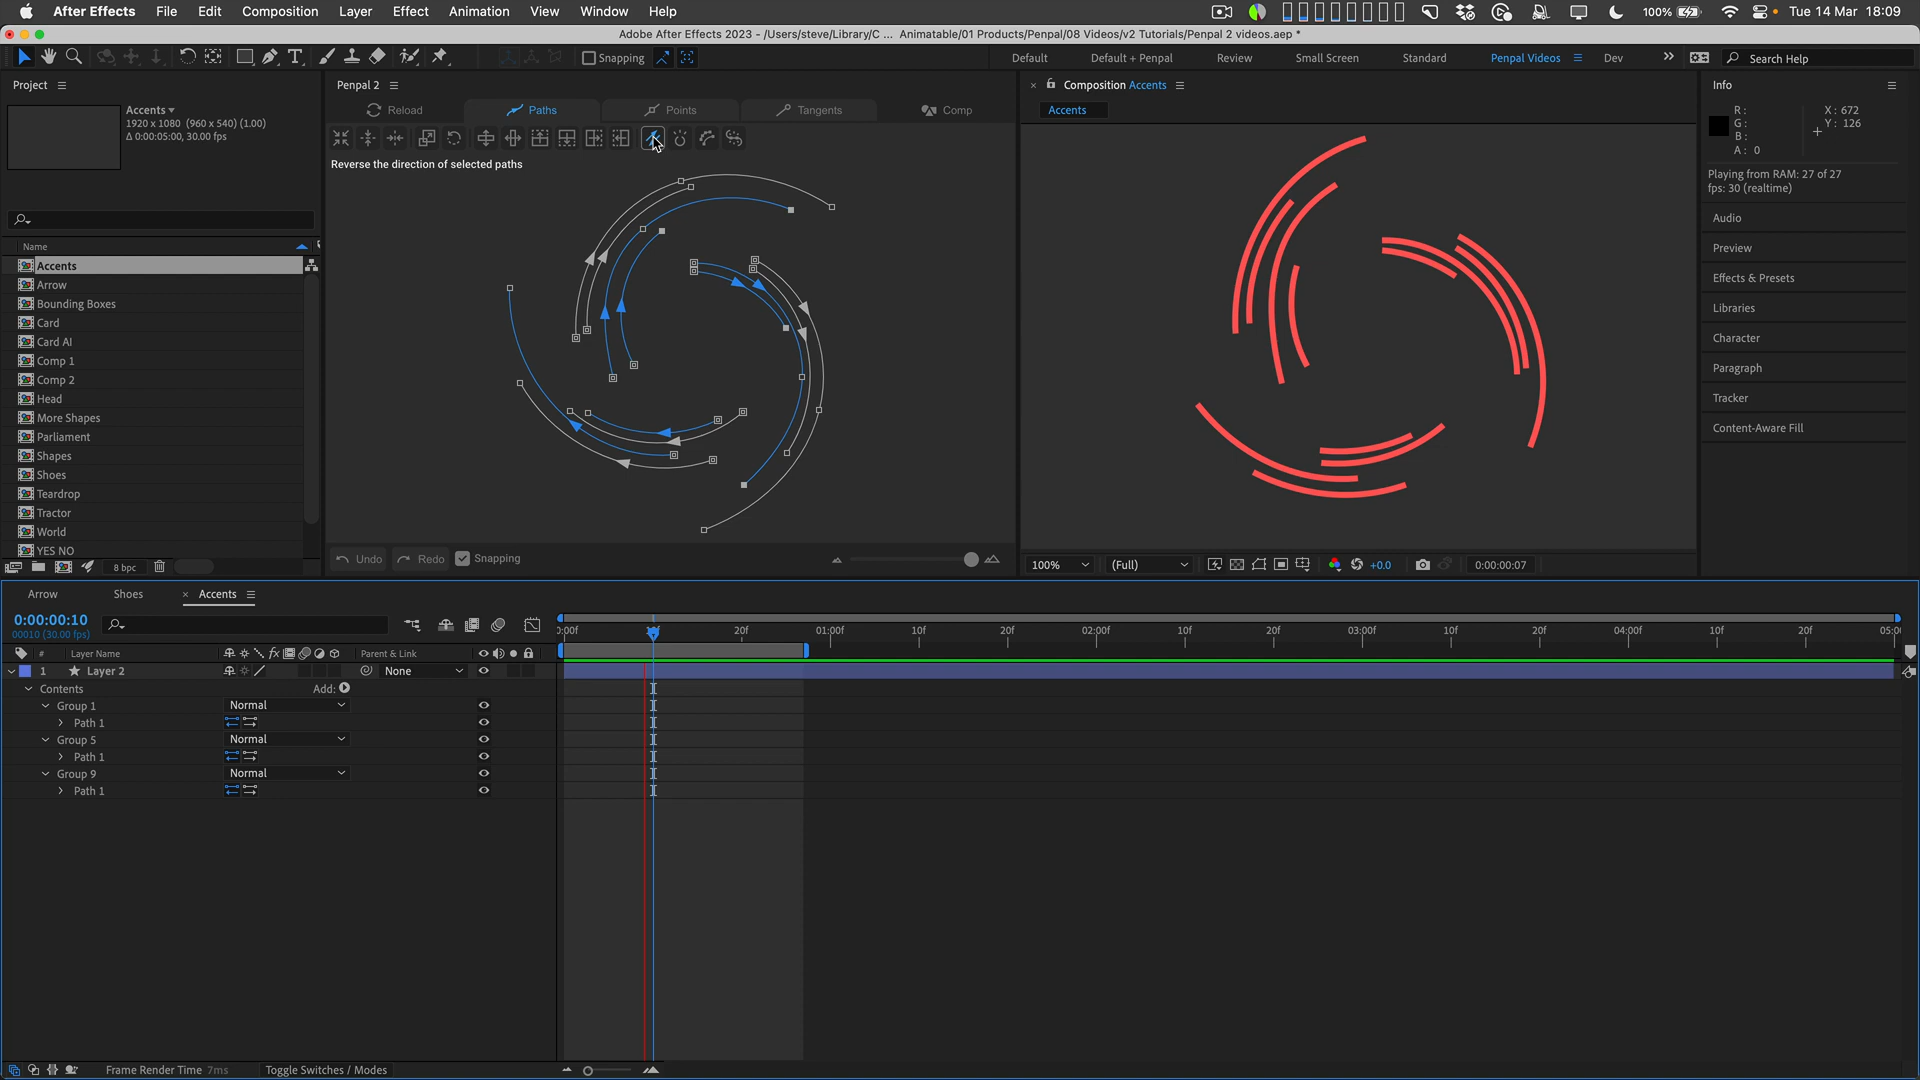 After Effects File Edit Composition Layer Effect Animation View Window Help 100% Tue 14 Mar 18:09
Adobe After Effects 2023 - /Users/steve/Library/C ... Animatable/01 Products/Penpal/08 Videos/v2 Tutorials/Penpal 2 videos.aep *
Snapping Default Default + Penpal Review Small Screen Standard Penpal Videos Dev Search Help
Project
Accents
1920 x 1080 (960 x 540) (1.00)
Δ 0:00:05:00, 30.00 fps
Name
Accents
Arrow
Bounding Boxes
Card
Card AI
Comp 1
Comp 2
Head
More Shapes
Parliament
Shapes
Shoes
Teardrop
Tractor
World
YES NO
8 bpc
Penpal 2
Reload Paths Points Tangents Comp
Reverse the direction of selected paths
Undo Redo Snapping
Composition Accents
Accents
100% (Full) +0.0 0:00:00:07
Info
R: X: 672
G: Y: 126
B:
A: 0
Playing from RAM: 27 of 27
fps: 30 (realtime)
Audio
Preview
Effects & Presets
Libraries
Character
Paragraph
Tracker
Content-Aware Fill
Arrow Shoes Accents
0:00:00:10
00010 (30.00 fps)
20f 01:00f 10f 20f 02:00f 10f 20f 03:00f 10f 20f 04:00f 10f 20f
# Layer Name fx Parent & Link
1 Layer 2 None
Contents Add:
Group 1 Normal
Path 1
Group 5 Normal
Path 1
Group 9 Normal
Path 1
Frame Render Time 7ms Toggle Switches / Modes